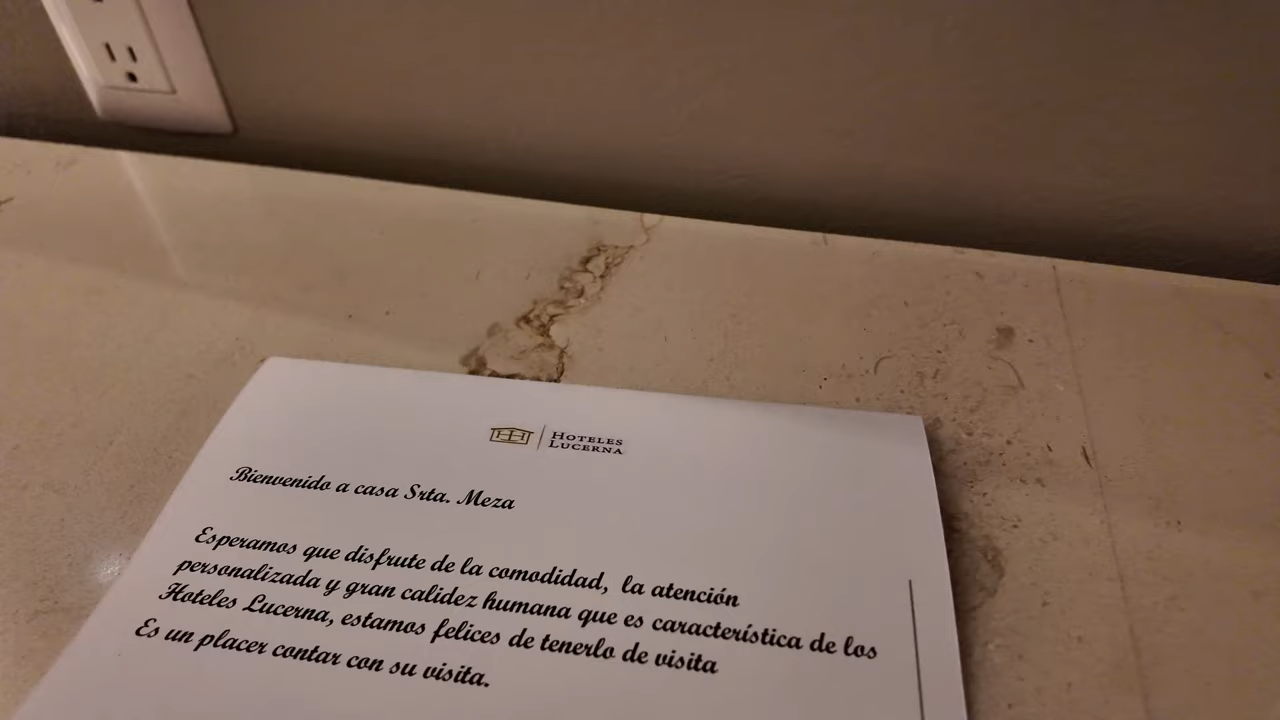 HOTELES
LUCERNA
Bienvenido a casa Srta. Meza
Esperamos que disfrute de la comodidad, la atención
personalizada y gran calidez humana que es característica de los
Hoteles Lucerna, estamos felices de tenerlo de visita
Es un placer contar con su visita.